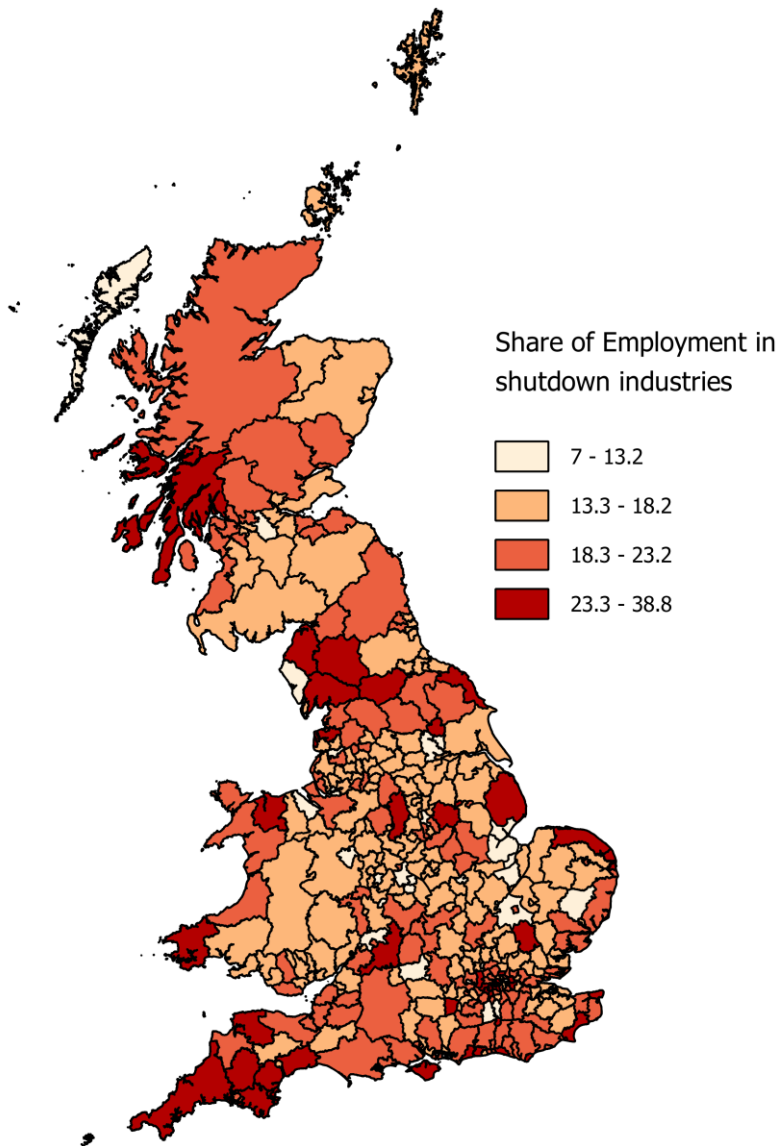 Share of Employment in
shutdown industries
7 - 13.2
13.3 - 18.2
18.3 - 23.2
23.3 - 38.8